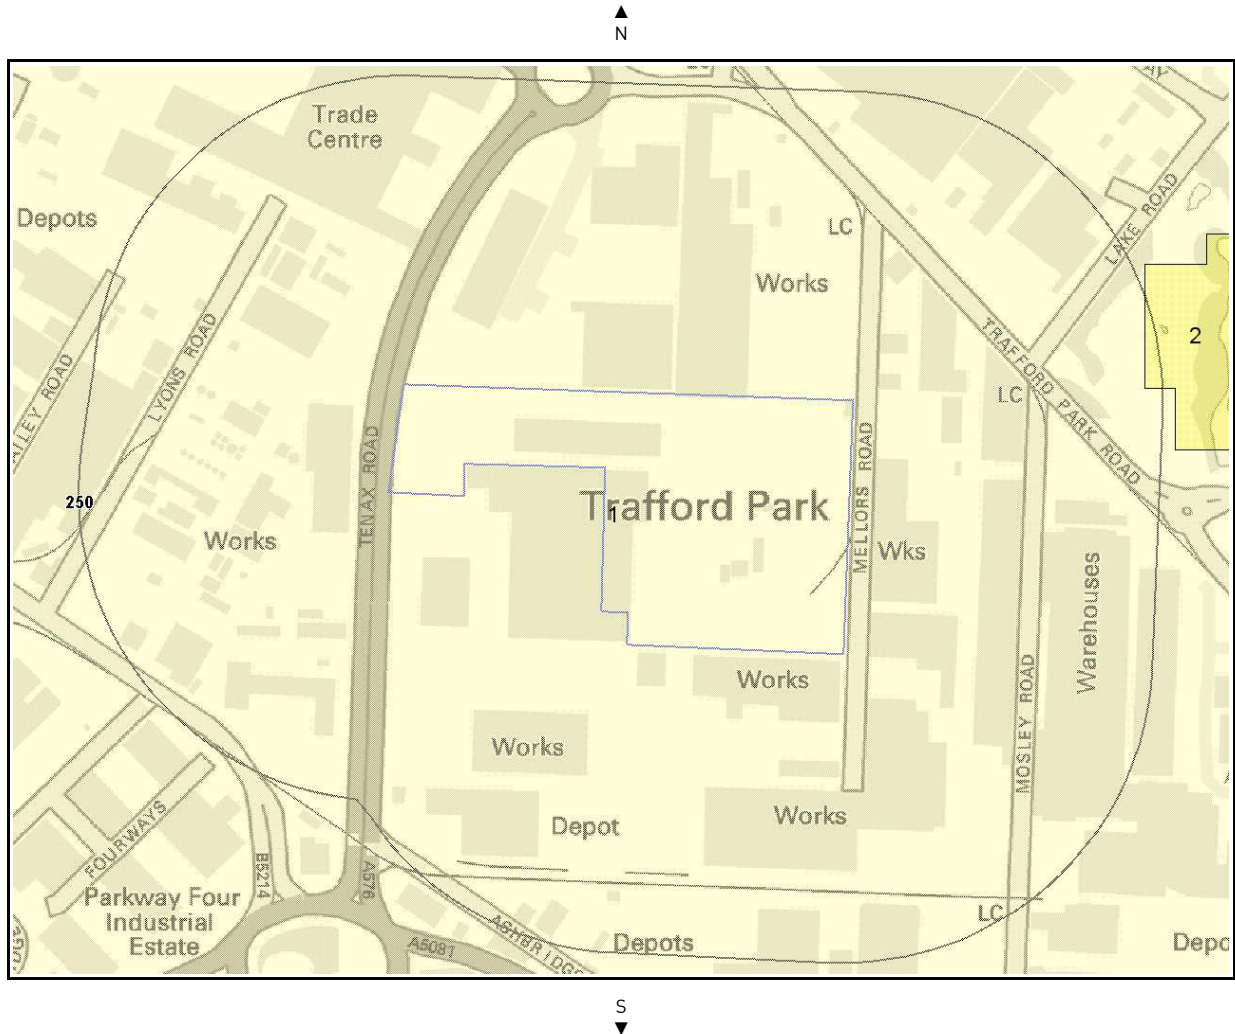 N
Trade
Centre
Depots
LC
LAKE ROAD
Works
2
LYONS ROAD
TRAFFORD PARK ROAD
LC
TENAX ROAD
MELLORS ROAD
250
Trafford Park
1
Works
Wks
Warehouses
Works
MOSLEY ROAD
Works
Works
Depot
FOURWAYS
B5214
A576
Parkway Four
Industrial
Estate
LC
A5081
ASHBRIDGE
Depots
Depo
S